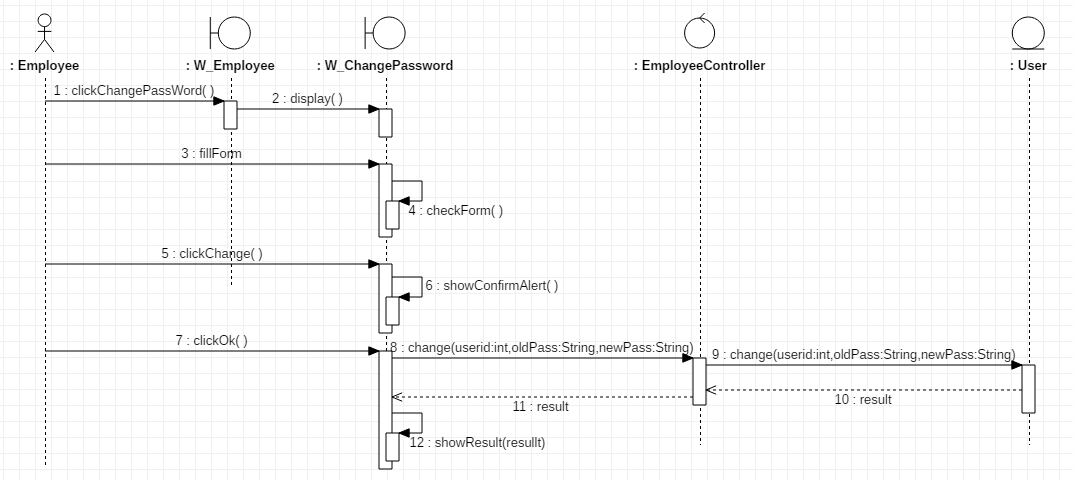 : Employee
: W_Employee
: W_ChangePassword
: EmployeeController
: User
1 : clickChangePassWord( )
2 : display( )
3 : fillForm
4 : checkForm( )
5 : clickChange( )
6 : showConfirmAlert( )
7 : clickOk( )
8 : change(userid:int,oldPass:String,newPass:String)
9 : change(userid:int,oldPass:String,newPass:String)
10 : result
11 : result
12 : showResult(resullt)